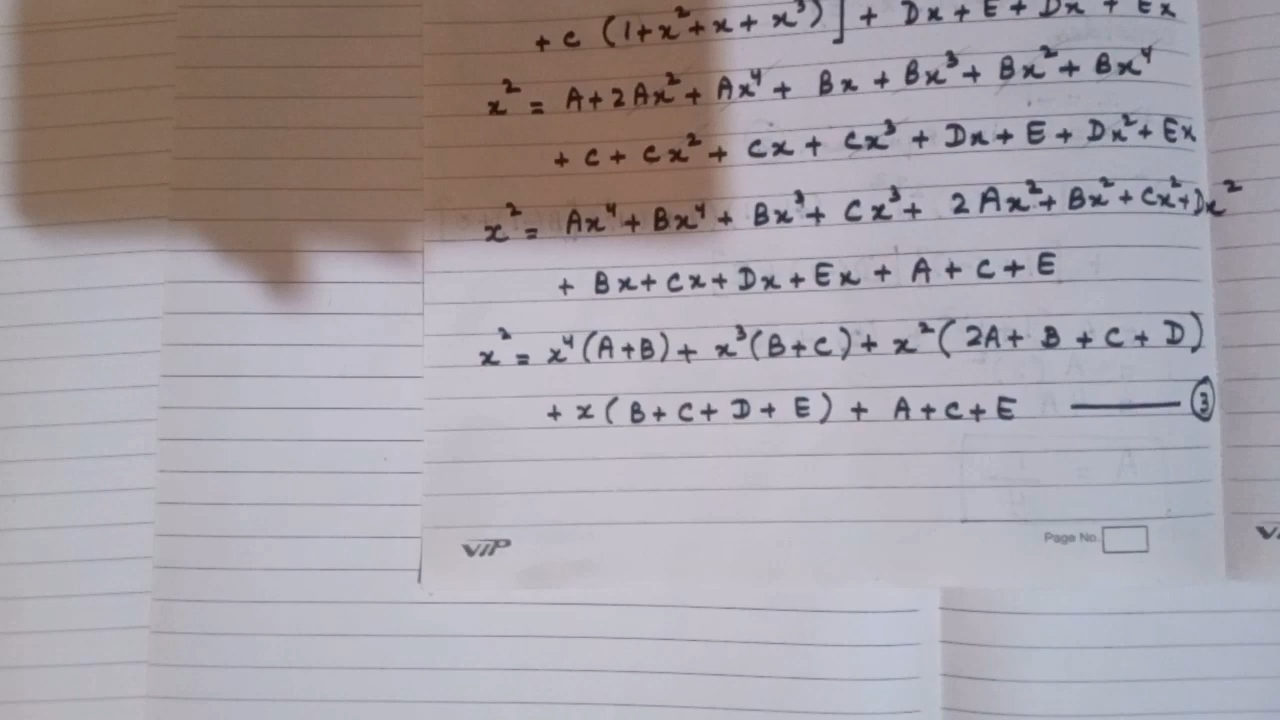 + c (1+x²+x+x³)] + Dx + E + Dx + Ex
x² = A + 2Ax² + Ax⁴ + Bx + Bx³ + Bx² + Bx⁴
+ C + Cx² + Cx + Cx³ + Dx + E + Dx² + Ex
x² = Ax⁴ + Bx⁴ + Bx³ + Cx³ + 2Ax² + Bx² + Cx² + Dx²
+ Bx + Cx + Dx + Ex + A + C + E
x² = x⁴(A+B) + x³(B+C) + x²(2A + B + C + D)
+ x(B+C+D+E) + A+C+E ——— ③
VIP
Page No.